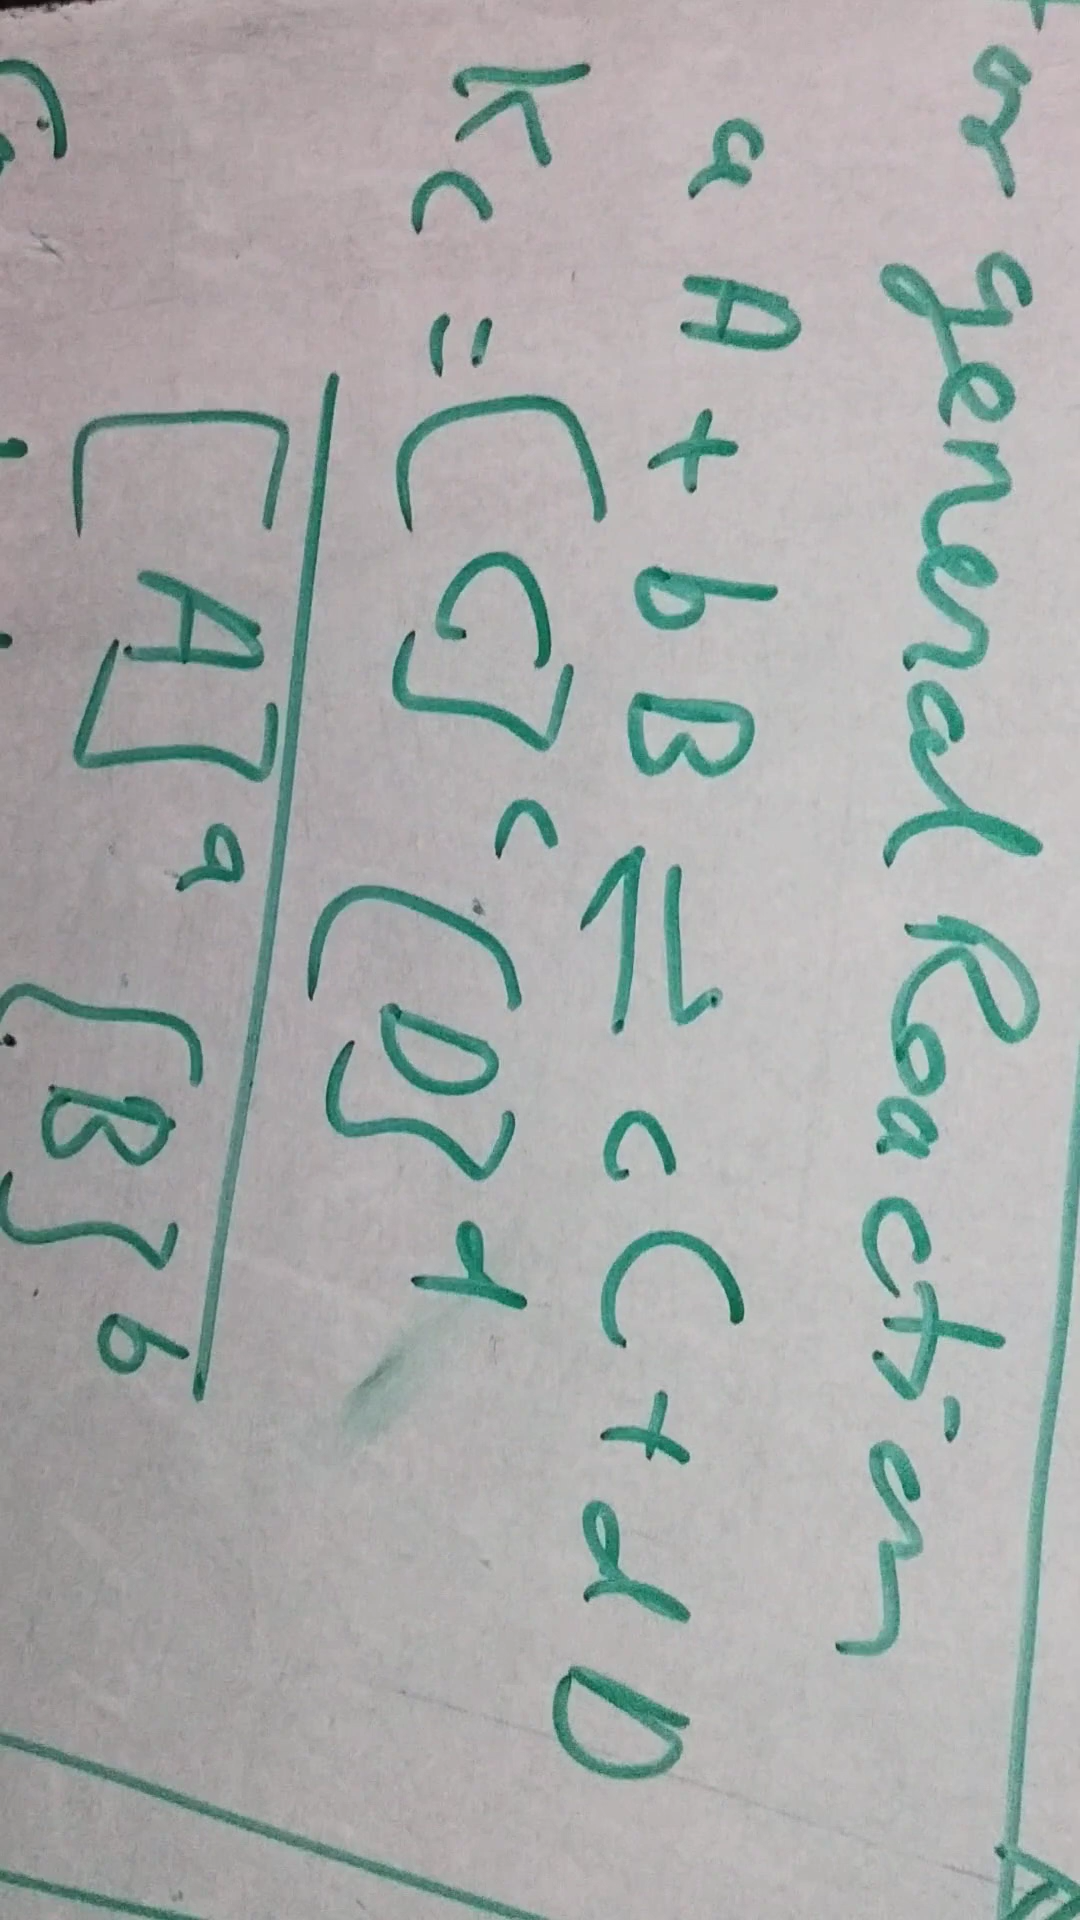 or general Reaction
aA + bB ⇌ cC + dD
Kc = [C]^c [D]^d
[A]^a [B]^b